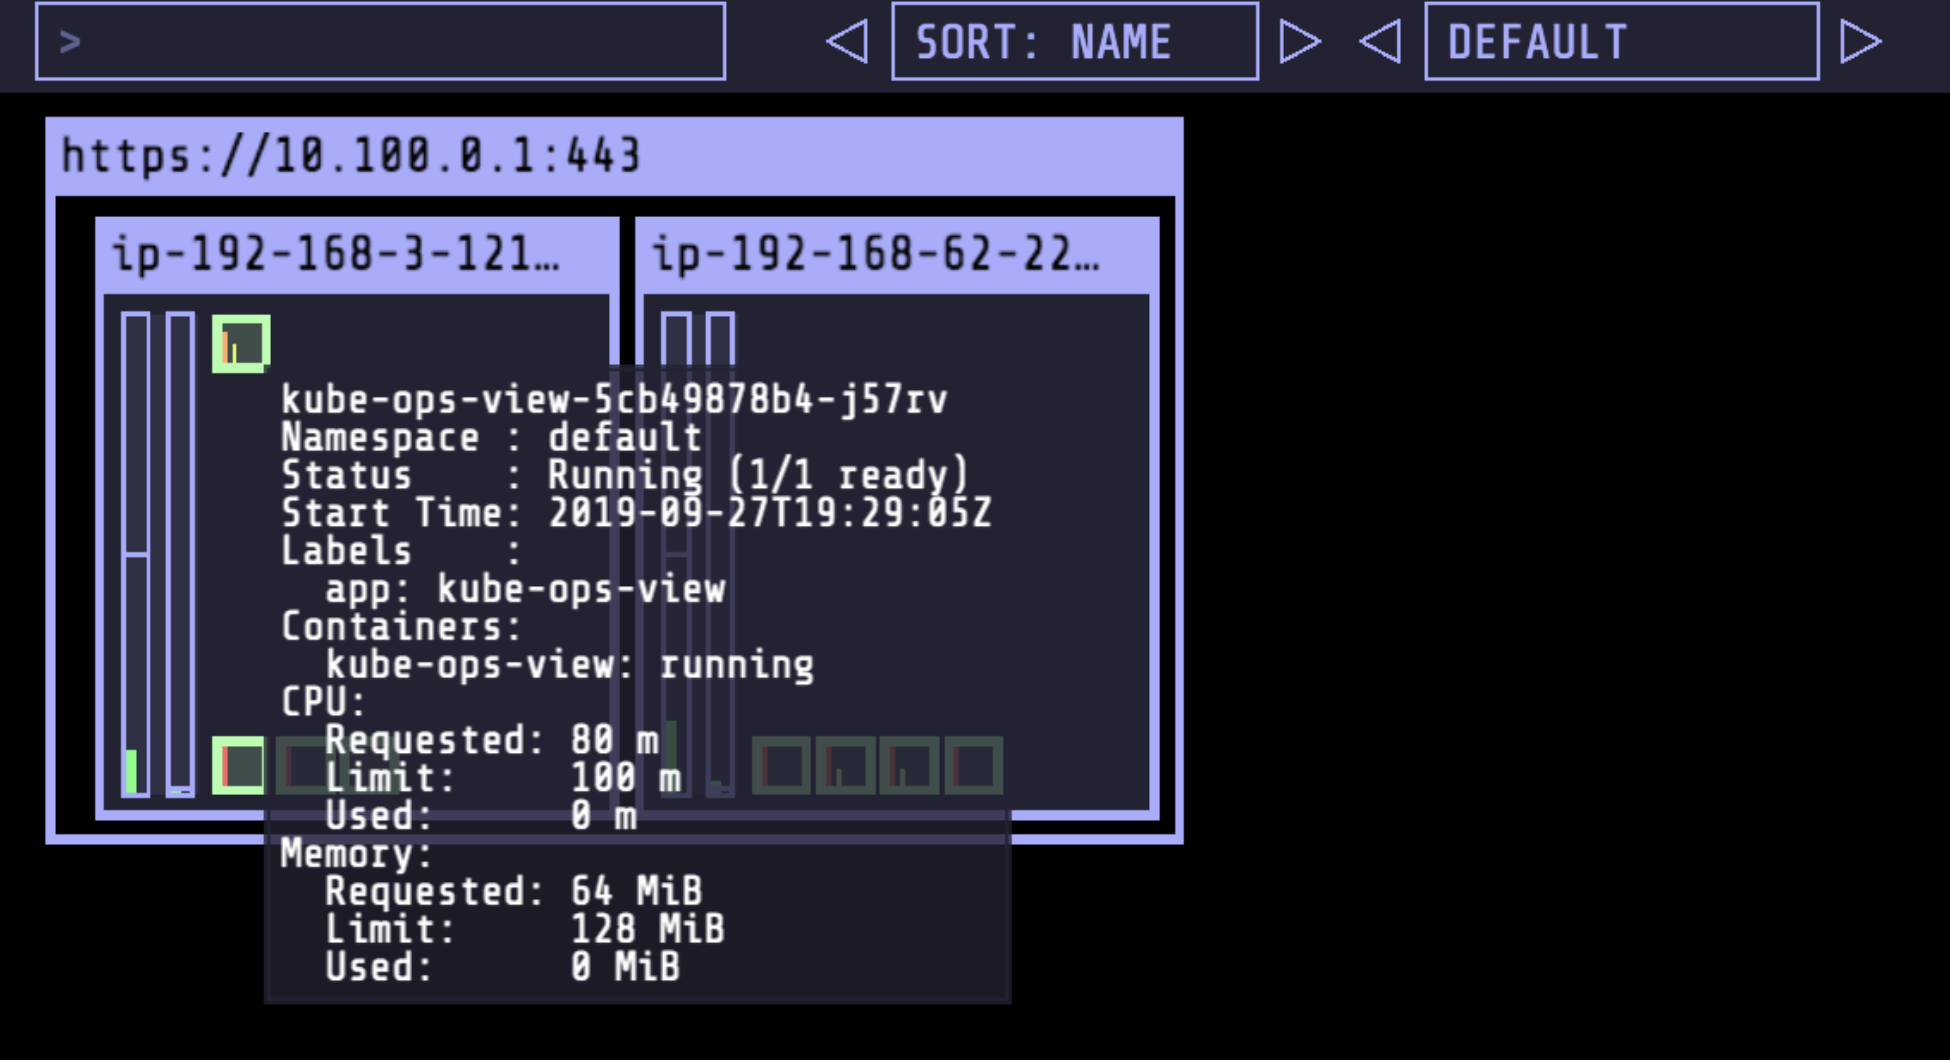 >
SORT: NAME
DEFAULT
https://10.100.0.1:443
ip-192-168-3-121…
ip-192-168-62-22…
kube-ops-view-5cb49878b4-j57rv
Namespace : default
Status    : Running (1/1 ready)
Start Time: 2019-09-27T19:29:05Z
Labels    :
  app: kube-ops-view
Containers:
  kube-ops-view: running
CPU:
  Requested: 80 m
  Limit:     100 m
  Used:      0 m
Memory:
  Requested: 64 MiB
  Limit:     128 MiB
  Used:      0 MiB